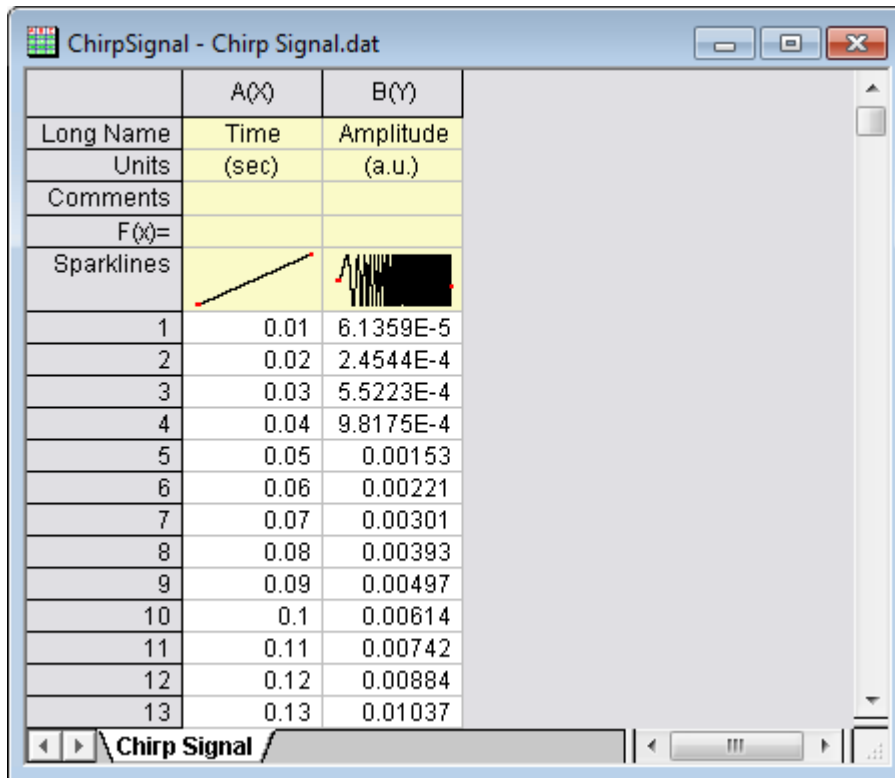 ChirpSignal - Chirp Signal.dat
A(X) B(Y)
Long Name Time Amplitude
Units (sec) (a.u.)
Comments
F(x)=
Sparklines
1 0.01 6.1359E-5
2 0.02 2.4544E-4
3 0.03 5.5223E-4
4 0.04 9.8175E-4
5 0.05 0.00153
6 0.06 0.00221
7 0.07 0.00301
8 0.08 0.00393
9 0.09 0.00497
10 0.1 0.00614
11 0.11 0.00742
12 0.12 0.00884
13 0.13 0.01037
Chirp Signal